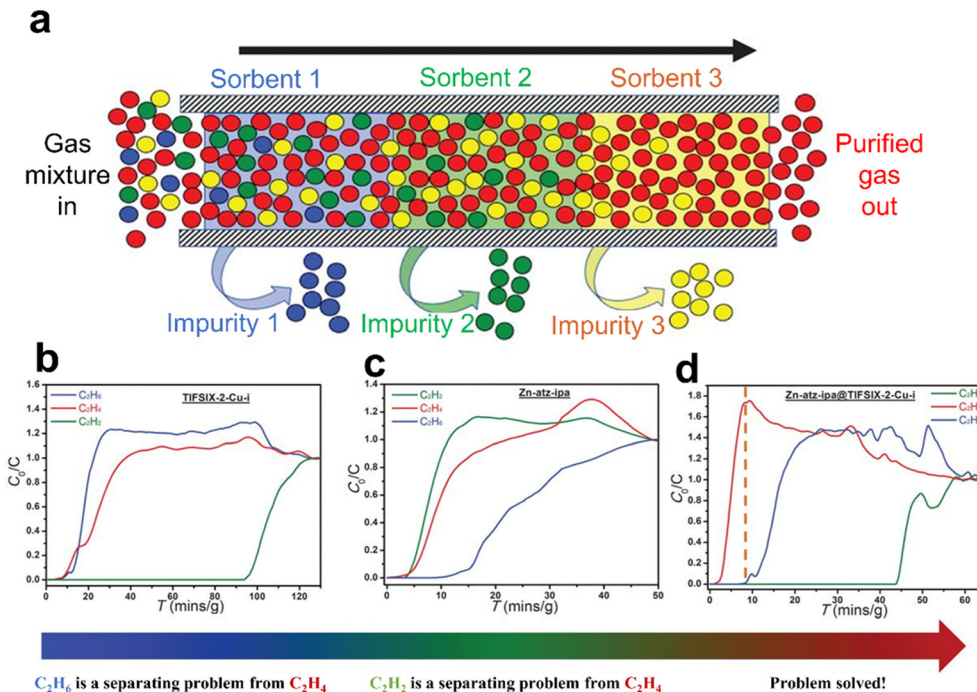 a
Sorbent 1 Sorbent 2 Sorbent 3
Gas
mixture
in
Purified
gas
out
Impurity 1 Impurity 2 Impurity 3
b
C₂H₆
C₂H₄
C₂H₂
TIFSIX-2-Cu-i
C₀/C
1.6
1.4
1.2
1.0
0.8
0.6
0.4
0.2
0.0
0 20 40 60 80 100 120
T (mins/g)
c
C₂H₂
C₂H₄
C₂H₆
Zn-atz-ipa
C₀/C
1.4
1.2
1.0
0.8
0.6
0.4
0.2
0.0
0 10 20 30 40 50
T (mins/g)
d
Zn-atz-ipa@TIFSIX-2-Cu-i
C₀/C
1.8
1.6
1.4
1.2
1.0
0.8
0.6
0.4
0.2
0.0
0 10 20 30 40 50 60
T (mins/g)
C₂H₆ is a separating problem from C₂H₄
C₂H₂ is a separating problem from C₂H₄
Problem solved!